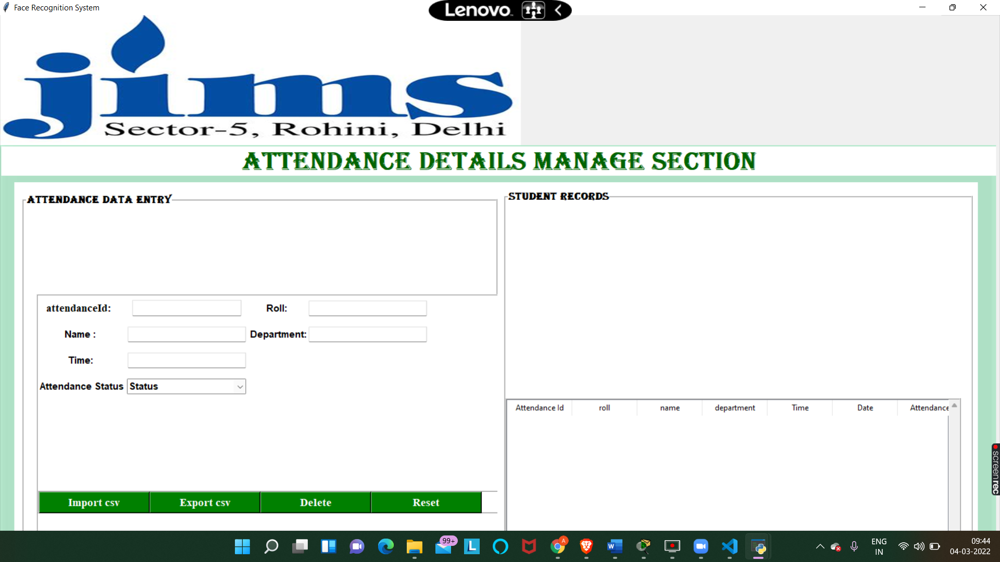 Face Recognition System
Lenovo
jims
Sector-5, Rohini, Delhi
ATTENDANCE DETAILS MANAGE SECTION
ATTENDANCE DATA ENTRY
STUDENT RECORDS
attendanceId:
Roll:
Name :
Department:
Time:
Attendance Status
Status
Attendance Id
roll
name
department
Time
Date
Attendance
Import csv
Export csv
Delete
Reset
screenrec
99+
L
A
W
ENG
IN
09:44
04-03-2022